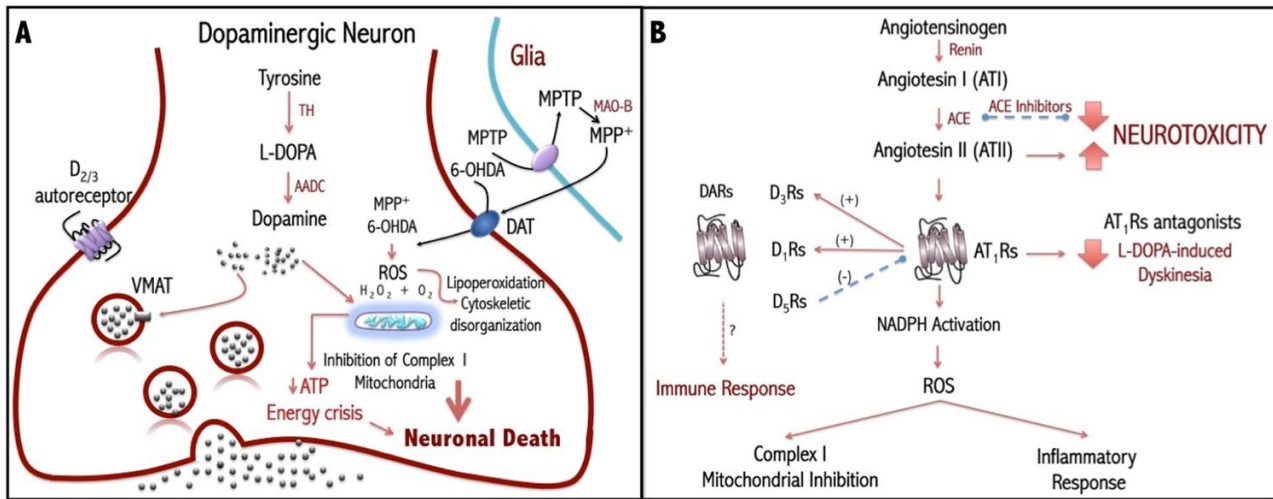 A
Dopaminergic Neuron
Glia
Tyrosine
TH
L-DOPA
AADC
Dopamine
D2/3
autoreceptor
VMAT
MPTP
MAO-B
MPP+
MPTP
6-OHDA
DAT
MPP+
6-OHDA
ROS
H2O2 + O2
Lipoperoxidation
Cytoskeletic
disorganization
Inhibition of Complex I
Mitochondria
ATP
Energy crisis
Neuronal Death
B
Angiotensinogen
Renin
Angiotesin I (ATI)
ACE
ACE Inhibitors
NEUROTOXICITY
Angiotesin II (ATII)
DARs
D3Rs
(+)
D1Rs
(+)
(-)
D5Rs
AT1Rs
AT1Rs antagonists
L-DOPA-induced
Dyskinesia
?
Immune Response
NADPH Activation
ROS
Complex I
Mitochondrial Inhibition
Inflammatory
Response